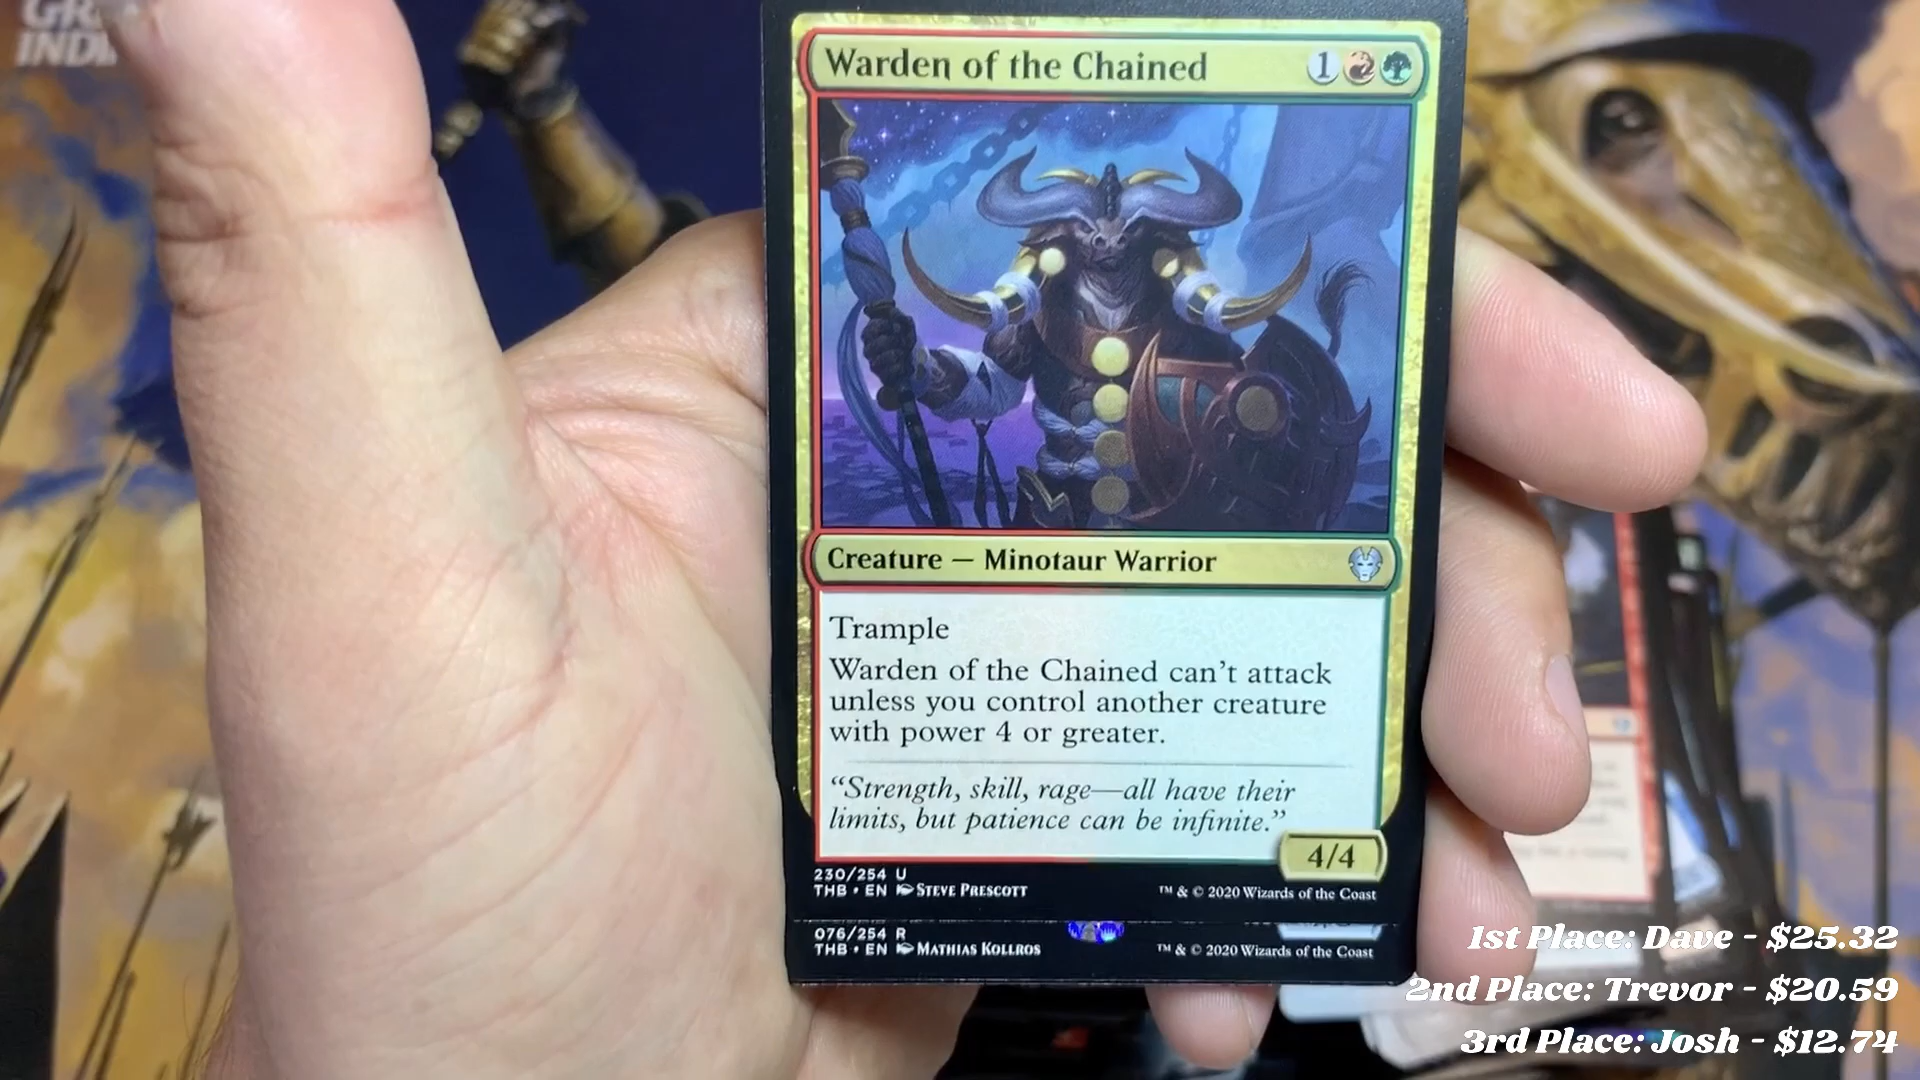 GR
INDI
Warden of the Chained
1
Creature — Minotaur Warrior
Trample
Warden of the Chained can't attack
unless you control another creature
with power 4 or greater.
“Strength, skill, rage—all have their
limits, but patience can be infinite.”
4/4
230/254 U
THB • EN STEVE PRESCOTT
™ & © 2020 Wizards of the Coast
076/254 R
THB • EN MATHIAS KOLLROS
™ & © 2020 Wizards of the Coast
1st Place: Dave - $25.32
2nd Place: Trevor - $20.59
3rd Place: Josh - $12.74